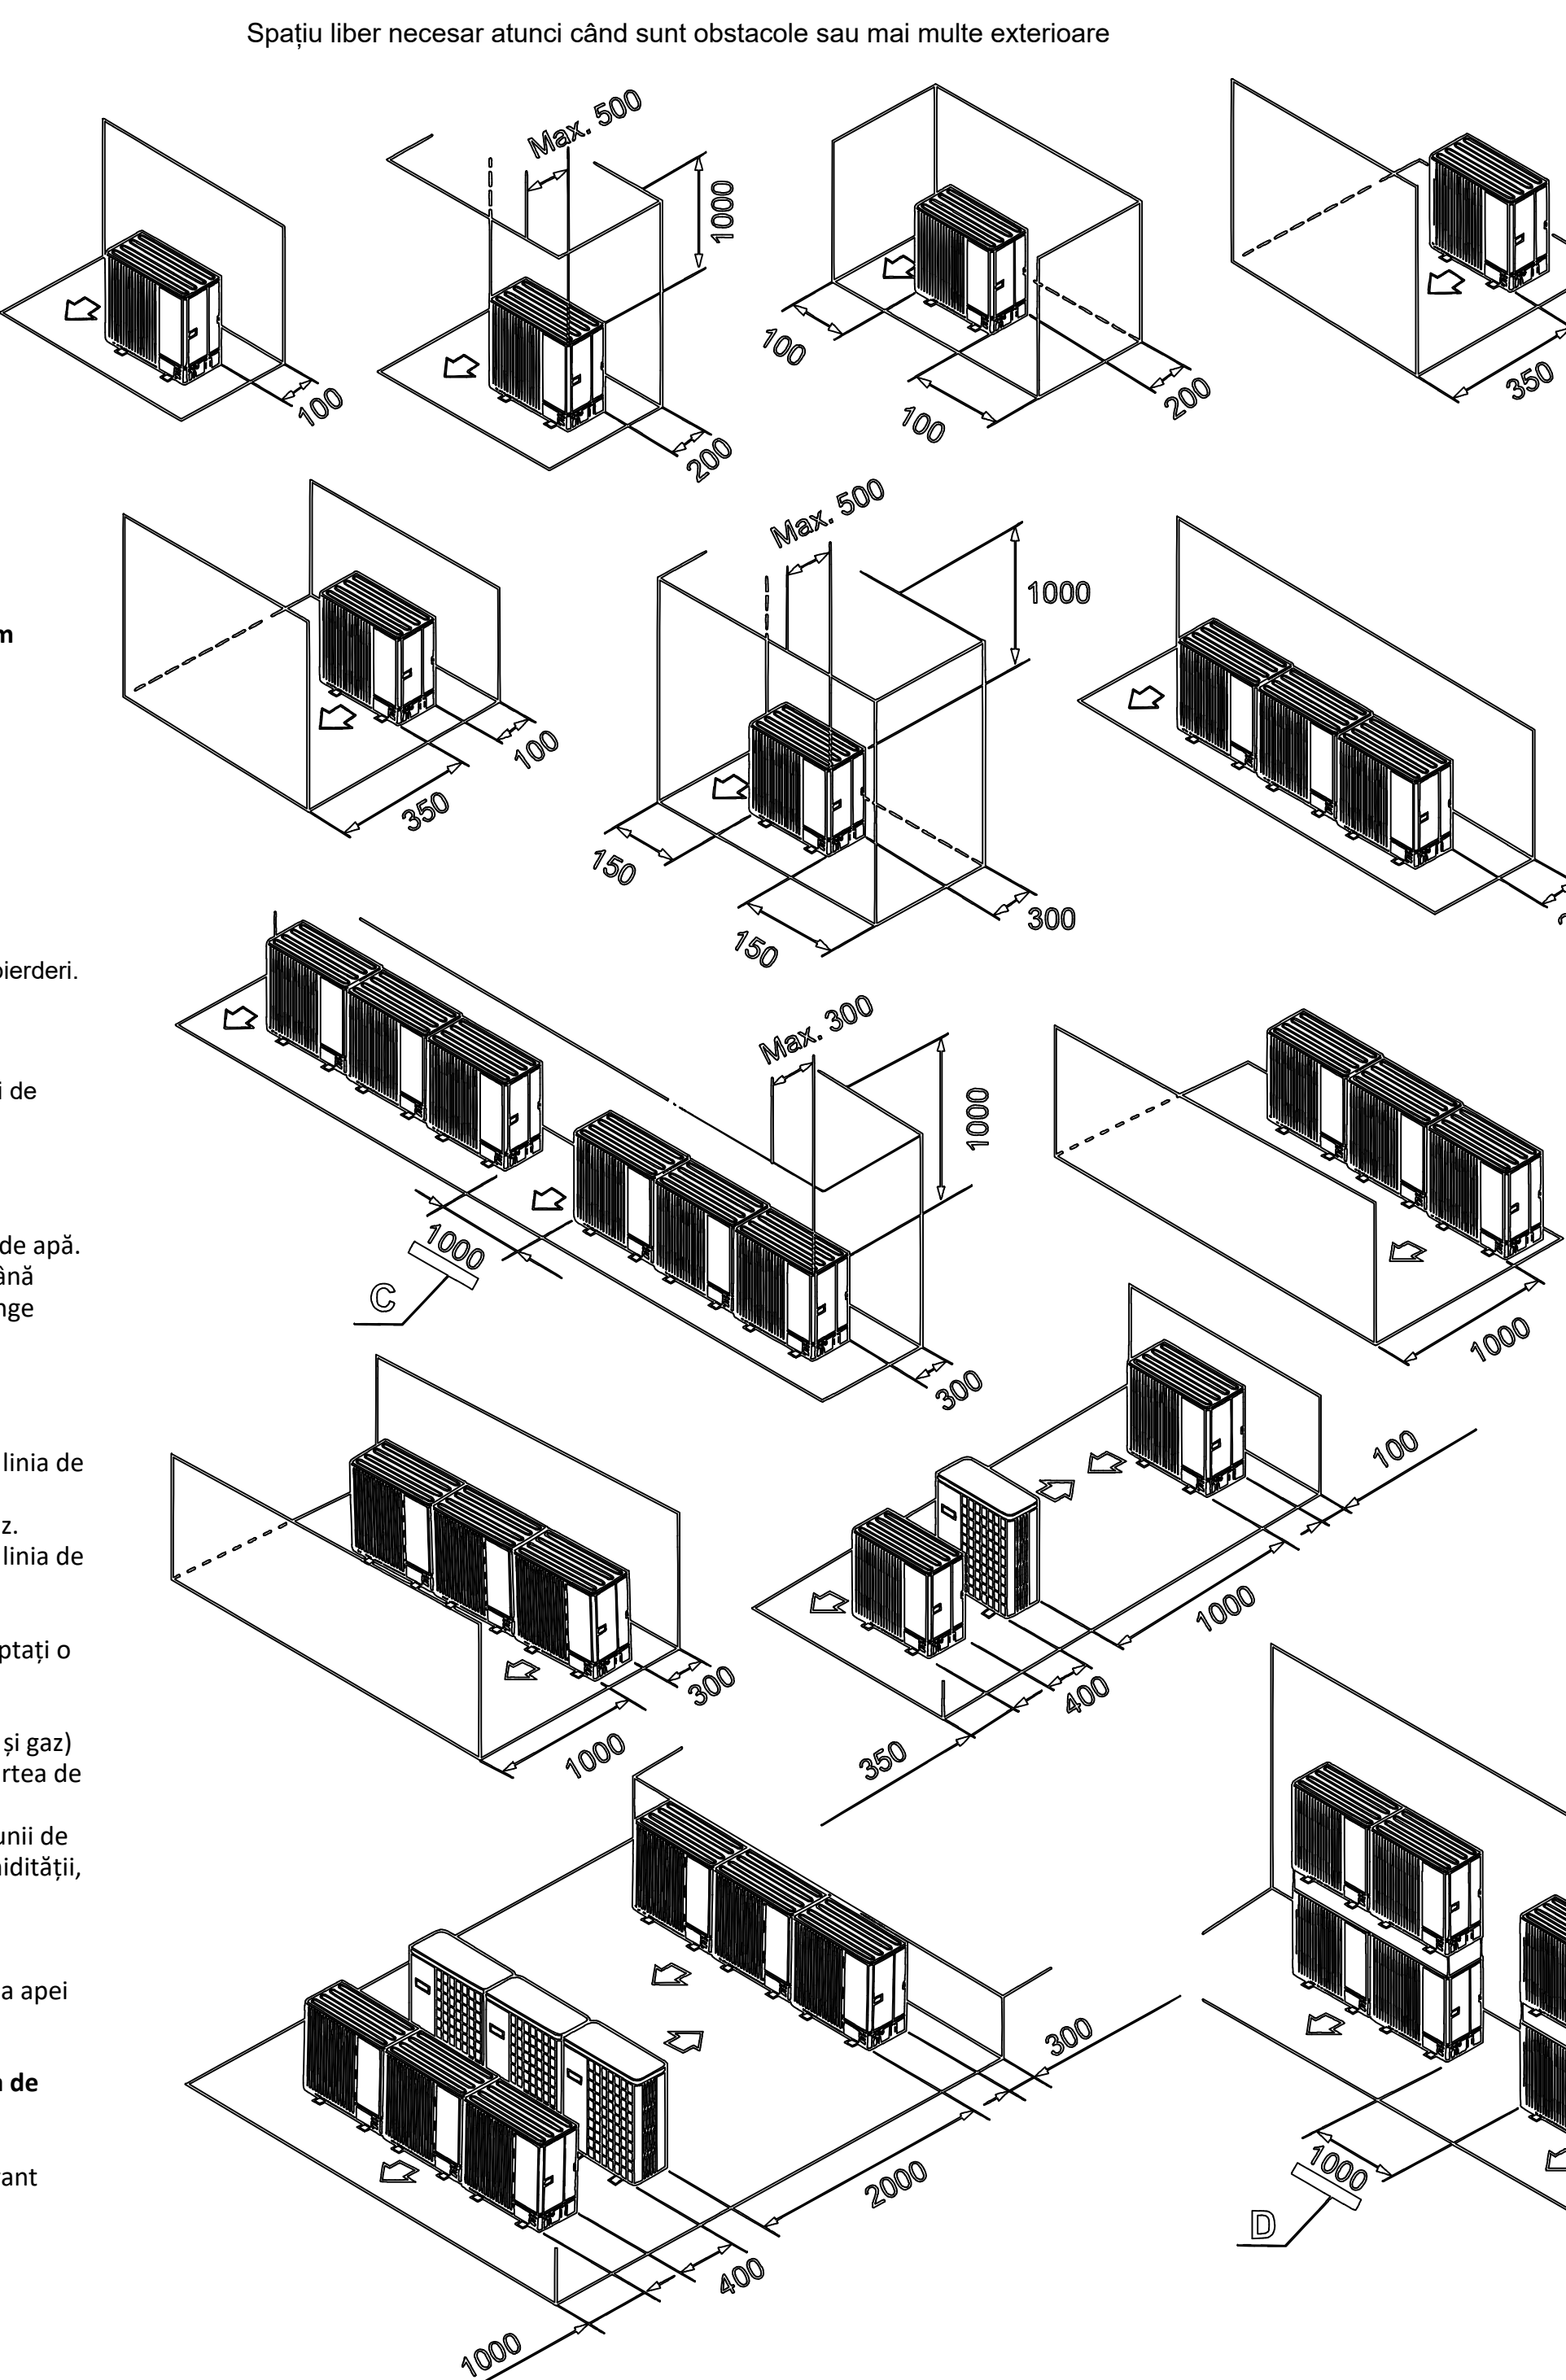 Spațiu liber necesar atunci când sunt obstacole sau mai multe exterioare
Max. 500
1000
100
200
100
100
200
350
m
Max. 500
1000
100
350
150
150
300
pierderi.
i de
Max. 300
1000
1000
C
300
1000
de apă.
ână
nge
linia de
z.
linia de
ptați o
și gaz)
rtea de
unii de
nidității,
a apei
de
rant
300
1000
100
1000
400
350
300
2000
400
1000
1000
D